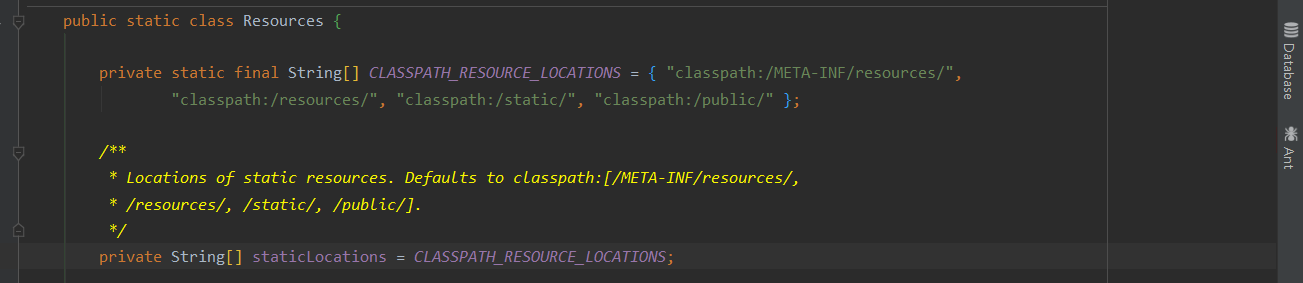 public static class Resources {
private static final String[] CLASSPATH_RESOURCE_LOCATIONS = { "classpath:/META-INF/resources/",
"classpath:/resources/", "classpath:/static/", "classpath:/public/" };
/**
* Locations of static resources. Defaults to classpath:[/META-INF/resources/,
* /resources/, /static/, /public/].
*/
private String[] staticLocations = CLASSPATH_RESOURCE_LOCATIONS;
Database
Ant